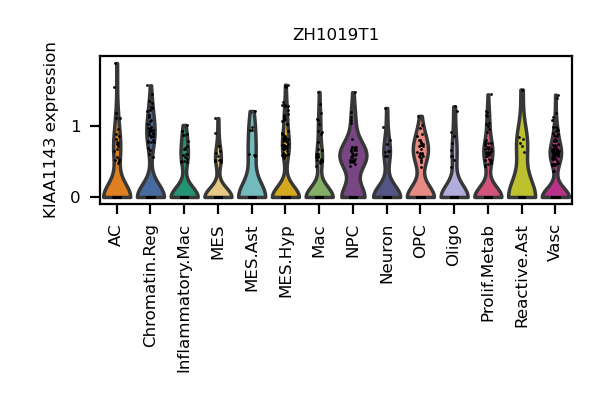 ZH1019T1
KIAA1143 expression
1
0
AC
Chromatin.Reg
Inflammatory.Mac
MES
MES.Ast
MES.Hyp
Mac
NPC
Neuron
OPC
Oligo
Prolif.Metab
Reactive.Ast
Vasc